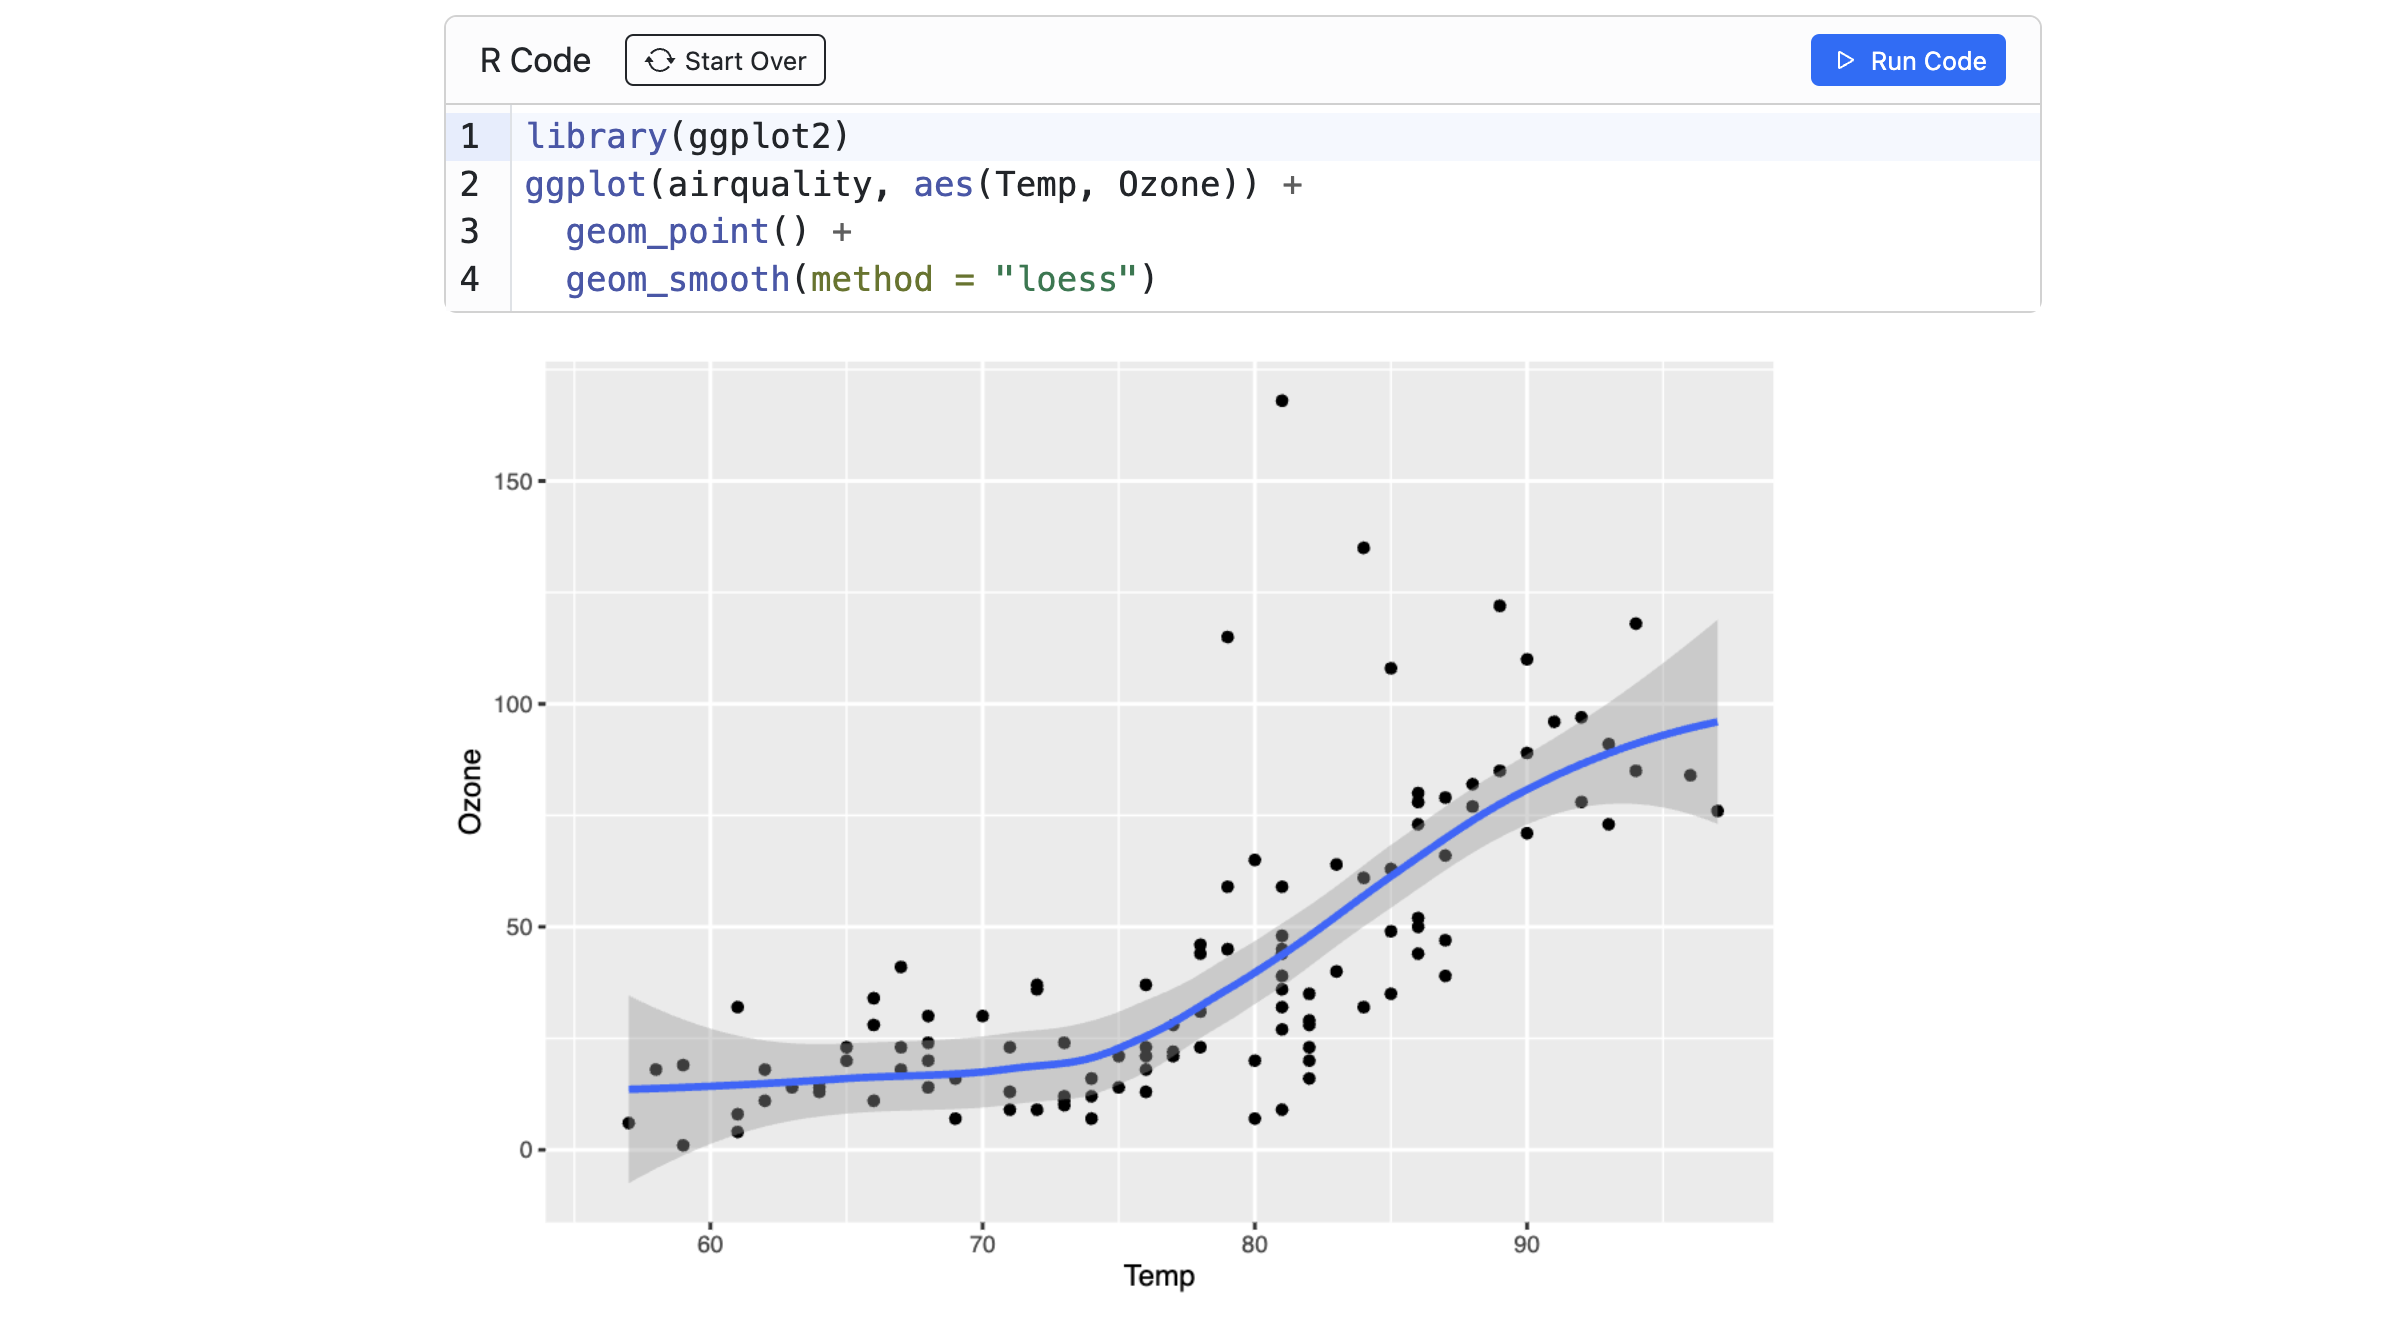 R Code
Start Over
Run Code
1 library(ggplot2)
2 ggplot(airquality, aes(Temp, Ozone)) +
3   geom_point() +
4   geom_smooth(method = "loess")
150
100
50
0
Ozone
60 70 80 90
Temp